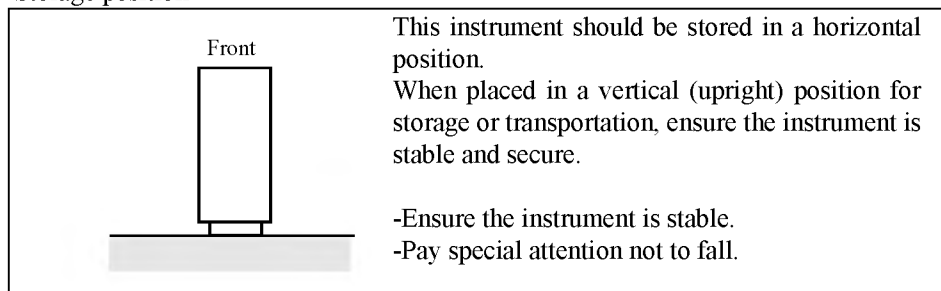 Front
This instrument should be stored in a horizontal
position.
When placed in a vertical (upright) position for
storage or transportation, ensure the instrument is
stable and secure.
-Ensure the instrument is stable.
-Pay special attention not to fall.